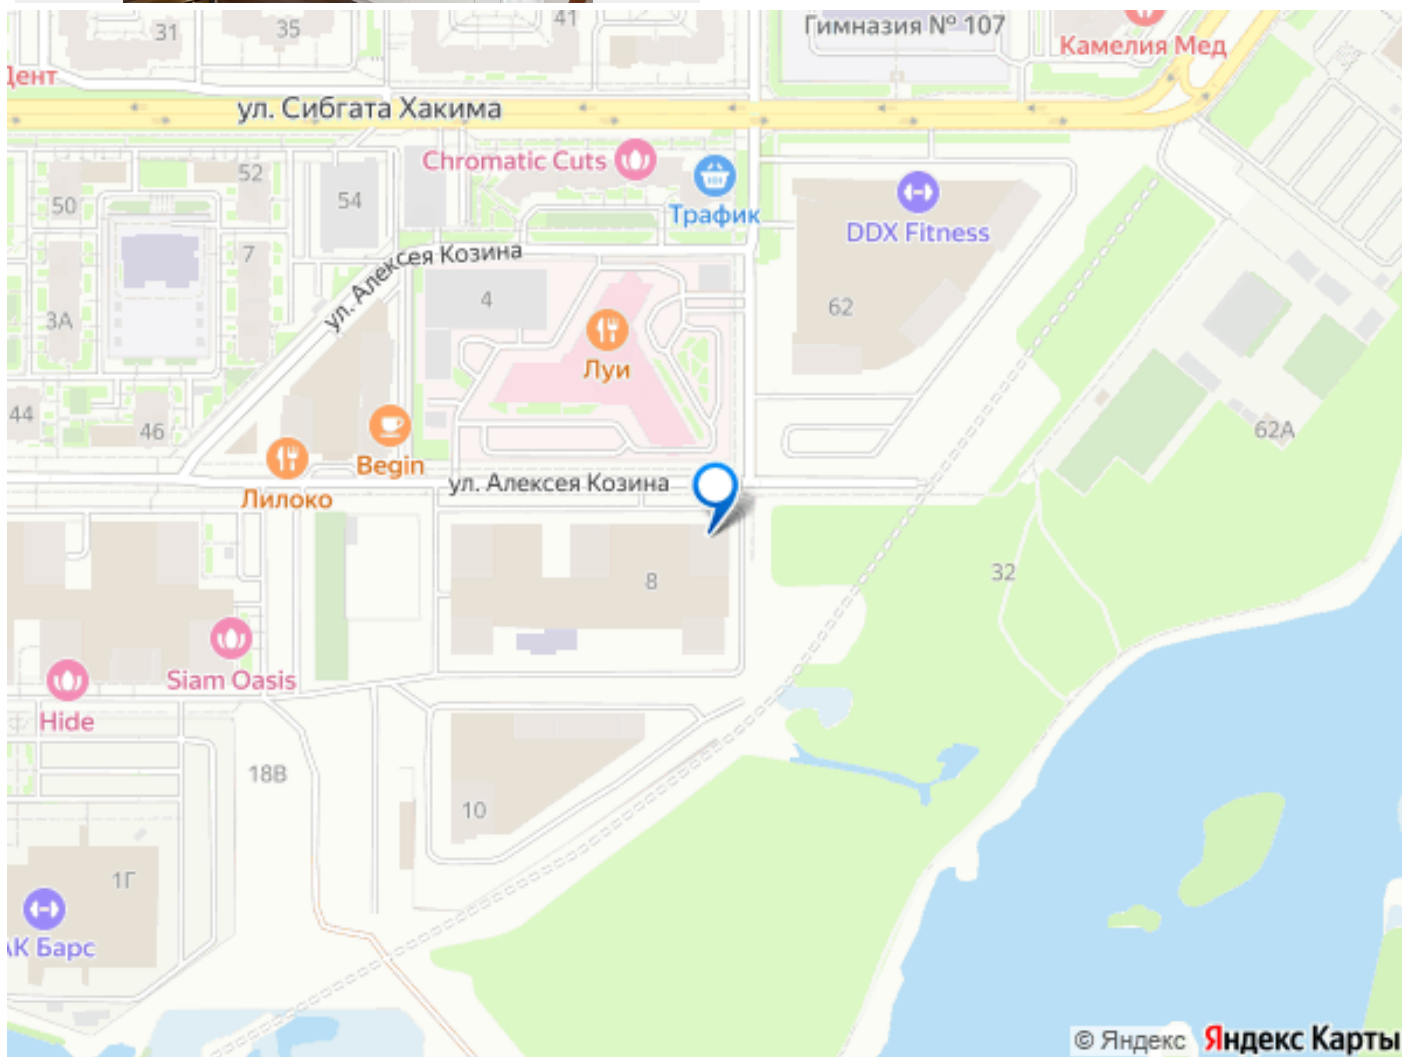 31
35
41
Гимназия № 107
Камелия Мед
Дент
ул. Сибгата Хакима
Chromatic Cuts
Трафик
DDX Fitness
52
50
54
7
ул. Алексея Козина
4
3А
62
Луи
44
46
Begin
Лилоко
ул. Алексея Козина
62А
8
32
Siam Oasis
Hide
18В
10
1Г
АК Барс
© Яндекс Яндекс Карты